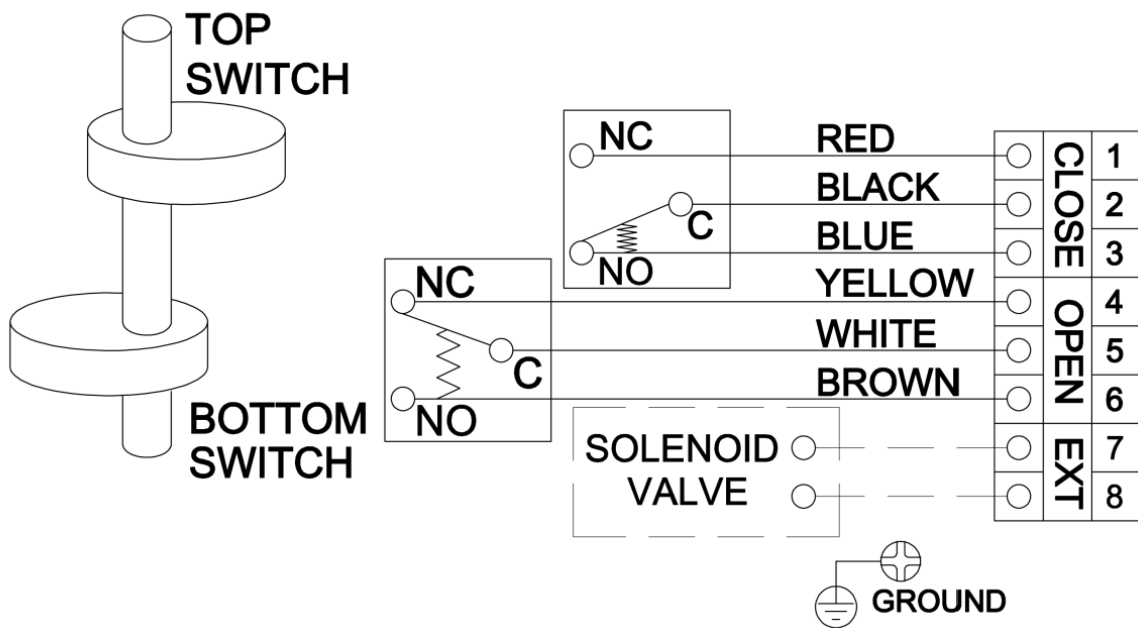 TOP
SWITCH
NC
C
NO
RED
BLACK
BLUE
YELLOW
WHITE
BROWN
NC
C
NO
BOTTOM
SWITCH
SOLENOID
VALVE
CLOSE
OPEN
EXT
1
2
3
4
5
6
7
8
GROUND